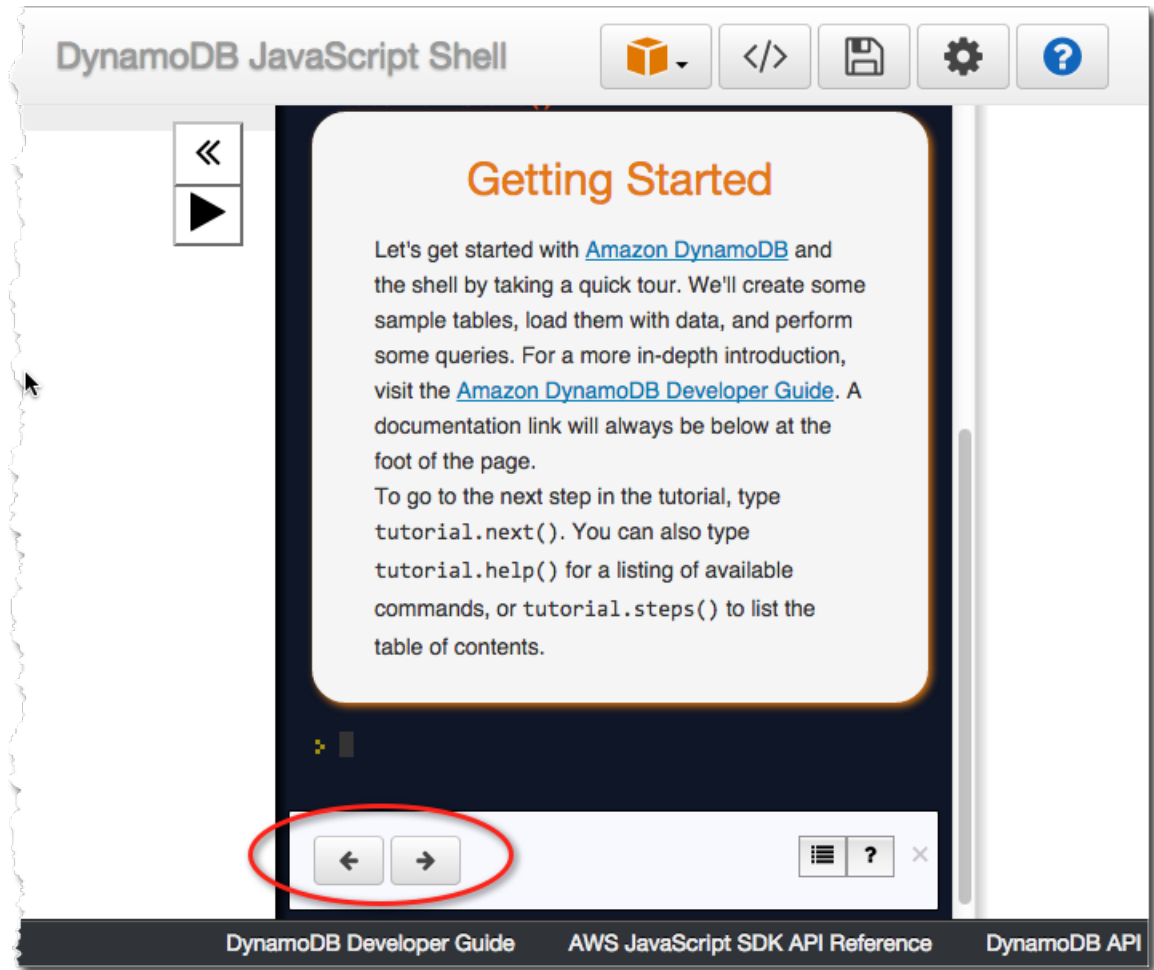 DynamoDB JavaScript Shell
Getting Started
Let's get started with Amazon DynamoDB and
the shell by taking a quick tour. We'll create some
sample tables, load them with data, and perform
some queries. For a more in-depth introduction,
visit the Amazon DynamoDB Developer Guide. A
documentation link will always be below at the
foot of the page.
To go to the next step in the tutorial, type
tutorial.next(). You can also type
tutorial.help() for a listing of available
commands, or tutorial.steps() to list the
table of contents.
>
DynamoDB Developer Guide AWS JavaScript SDK API Reference DynamoDB API